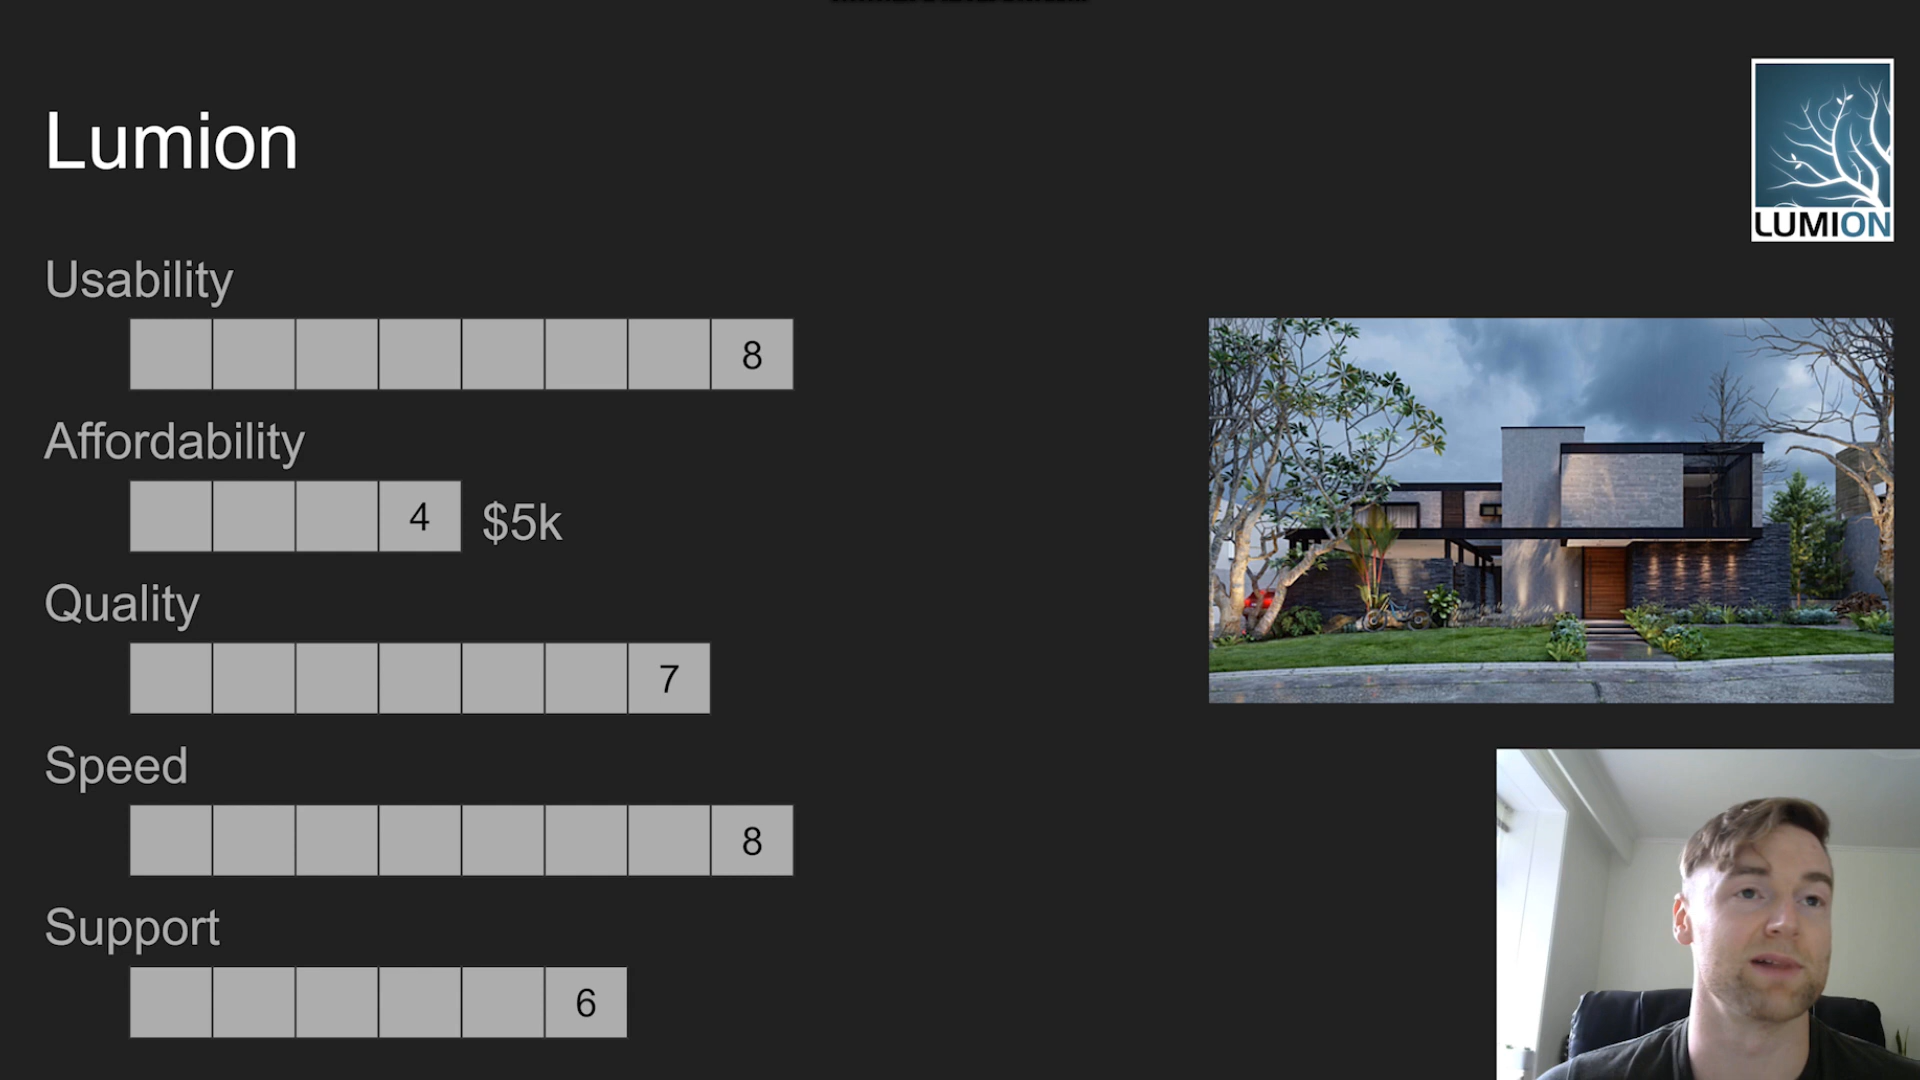 Lumion
LUMION
Usability
8
Affordability
4 $5k
Quality
7
Speed
8
Support
6